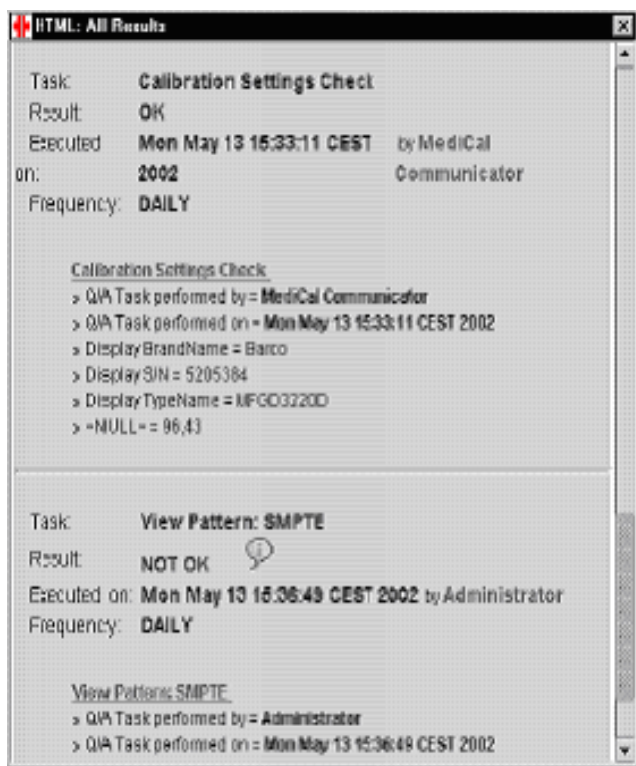 HTML: All Results
Task: Calibration Settings Check
Result: OK
Executed Mon May 13 15:33:11 CEST by MediCal
on: 2002 Communicator
Frequency: DAILY
Calibration Settings Check
> Q/A Task performed by = MediCal Communicator
> Q/A Task performed on = Mon May 13 15:33:11 CEST 2002
> Display BrandName = Barco
> Display S/N = 5205384
> Display TypeName = MFGD3220D
> =NULL= = 96,43
Task: View Pattern: SMPTE
Result: NOT OK
Executed on: Mon May 13 15:36:49 CEST 2002 by Administrator
Frequency: DAILY
View Pattern: SMPTE
> Q/A Task performed by = Administrator
> Q/A Task performed on = Mon May 13 15:36:49 CEST 2002